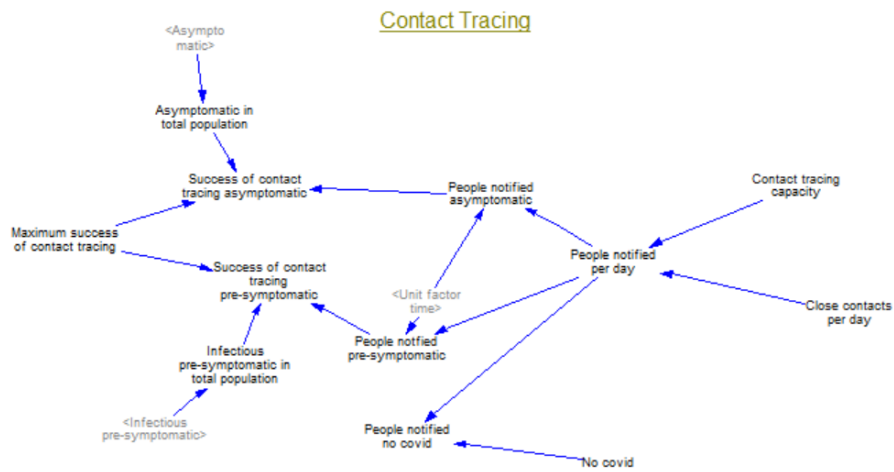 Contact Tracing
<Asympto
matic>
Asymptomatic in
total population
Success of contact
tracing asymptomatic
People notified
asymptomatic
Contact tracing
capacity
Maximum success
of contact tracing
People notified
per day
Success of contact
tracing
pre-symptomatic
<Unit factor
time>
Close contacts
per day
People notfied
pre-symptomatic
Infectious
pre-symptomatic in
total population
<Infectious
pre-symptomatic>
People notified
no covid
No covid